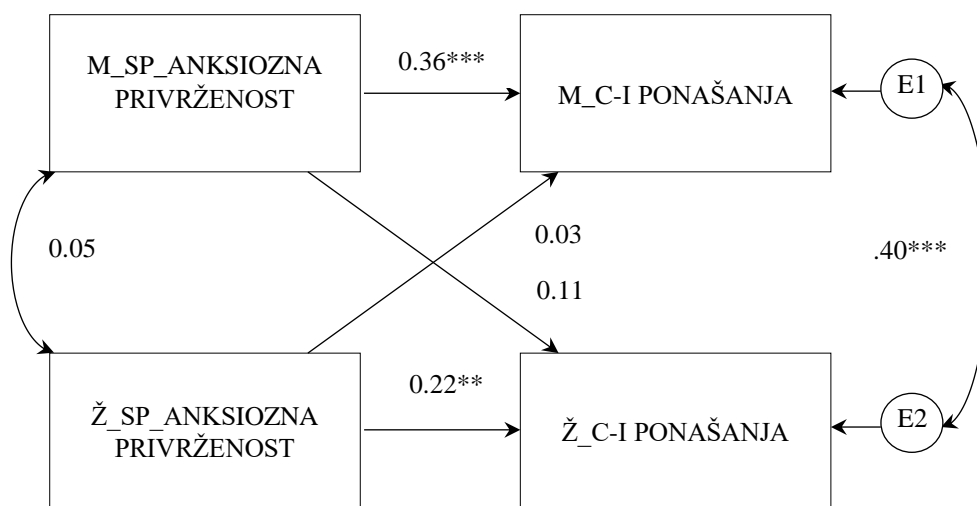 M_SP_ANKSIOZNA
PRIVRŽENOST
0.36***
M_C-I PONAŠANJA
E1
0.05
0.03
0.11
.40***
Ž_SP_ANKSIOZNA
PRIVRŽENOST
0.22**
Ž_C-I PONAŠANJA
E2